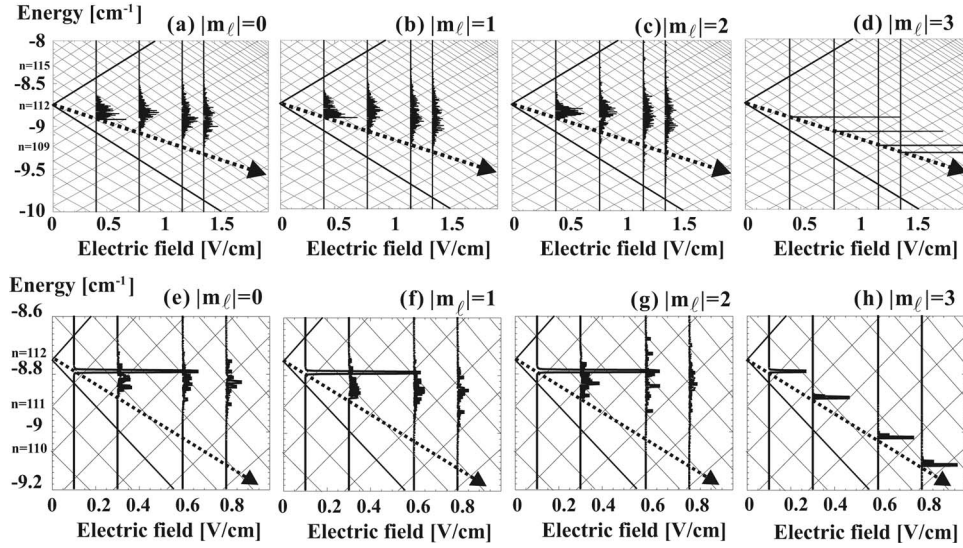 Energy [cm-1]
(a) |mℓ|=0
(b) |mℓ|=1
(c) |mℓ|=2
(d) |mℓ|=3
-8
n=115
-8.5
n=112
-9
n=109
-9.5
-10
0 0.5 1 1.5
0 0.5 1 1.5
0 0.5 1 1.5
0 0.5 1 1.5
Electric field [V/cm]
Electric field [V/cm]
Electric field [V/cm]
Electric field [V/cm]
Energy [cm-1]
(e) |mℓ|=0
(f) |mℓ|=1
(g) |mℓ|=2
(h) |mℓ|=3
-8.6
n=112
-8.8
n=111
-9
n=110
-9.2
0 0.2 0.4 0.6 0.8
0 0.2 0.4 0.6 0.8
0 0.2 0.4 0.6 0.8
0 0.2 0.4 0.6 0.8
Electric field [V/cm]
Electric field [V/cm]
Electric field [V/cm]
Electric field [V/cm]